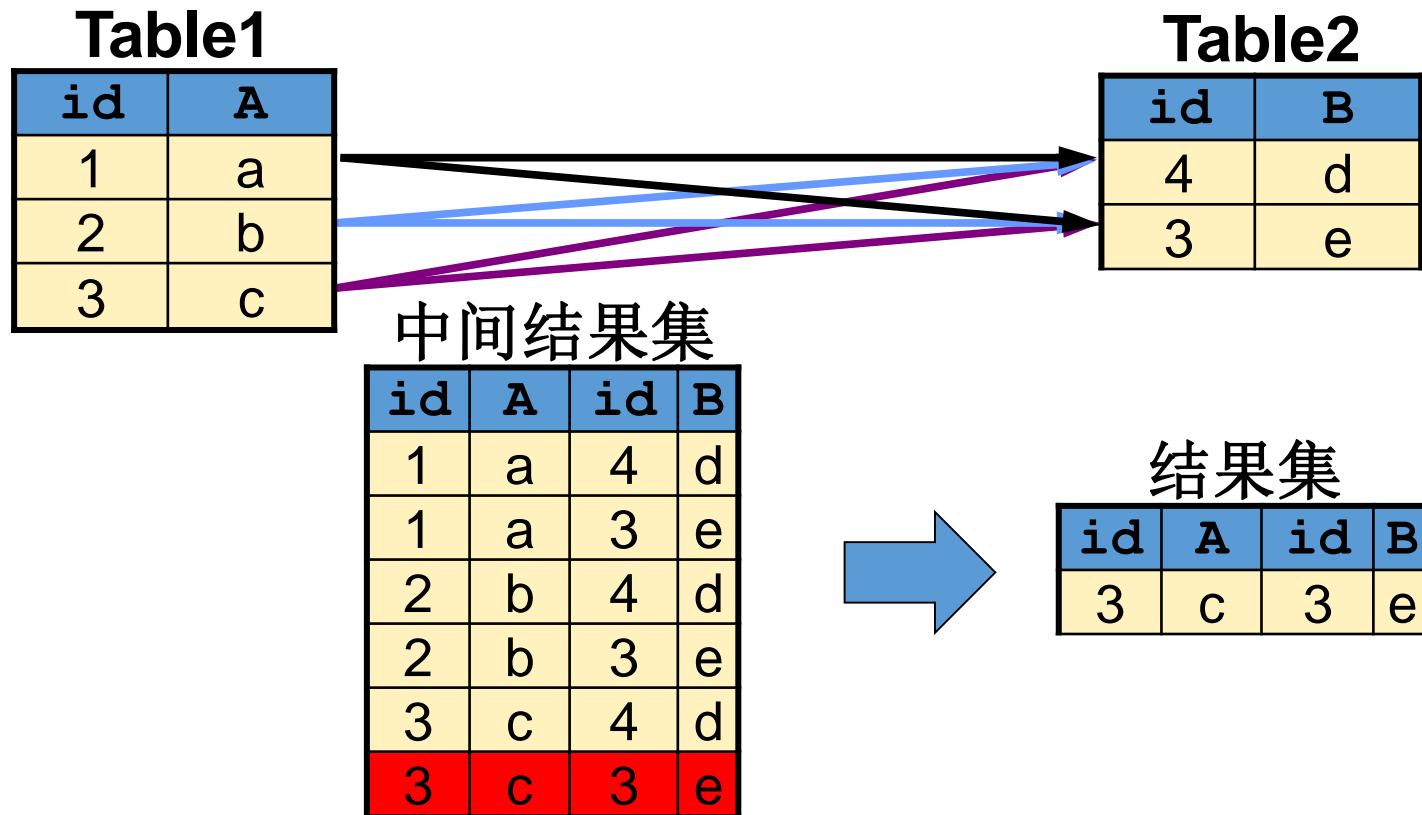 Table1
id A
1 a
2 b
3 c
Table2
id B
4 d
3 e
中间结果集
id A id B
1 a 4 d
1 a 3 e
2 b 4 d
2 b 3 e
3 c 4 d
3 c 3 e
结果集
id A id B
3 c 3 e